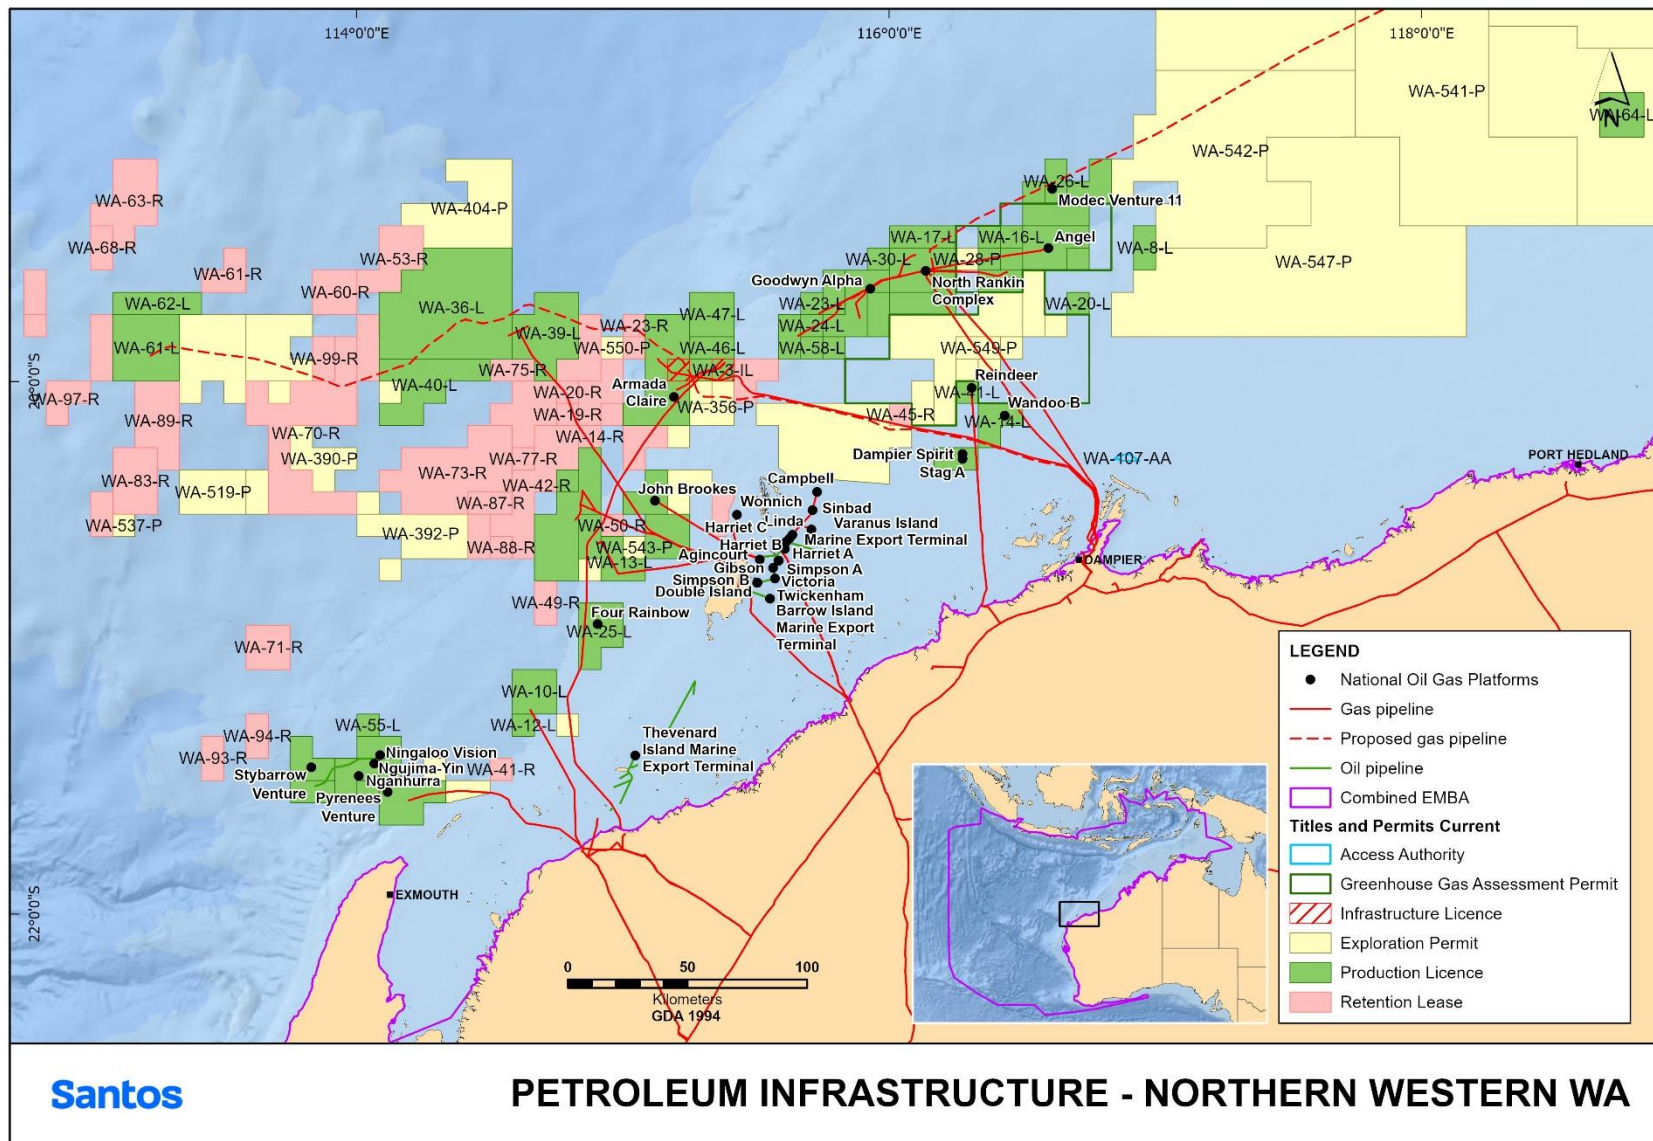 114°0'0"E
116°0'0"E
118°0'0"E
WA-541-P
WA-64-L
N
WA-542-P
WA-26-L
Modec Venture 11
WA-63-R
WA-404-P
WA-68-R
WA-53-R
WA-17-L
WA-16-L
Angel
WA-8-L
WA-61-R
WA-30-L
WA-28-P
WA-547-P
WA-60-R
Goodwyn Alpha
North Rankin
Complex
WA-62-L
WA-36-L
WA-47-L
WA-23-L
WA-20-L
WA-39-L
WA-23-R
WA-24-L
WA-61-L
WA-99-R
WA-550-P
WA-46-L
WA-58-L
WA-549-P
WA-75-R
WA-3-IL
20°0'0"S
WA-40-L
Armada
Claire
Reindeer
WA-97-R
WA-20-R
WA-356-P
WA-41-L
Wandoo B
WA-89-R
WA-19-R
WA-45-R
WA-14-L
WA-70-R
WA-14-R
WA-390-P
WA-77-R
Dampier Spirit
Stag A
WA-107-AA
PORT HEDLAND
WA-83-R
WA-519-P
WA-73-R
WA-42-R
John Brookes
Campbell
WA-87-R
Wonnich
Sinbad
WA-537-P
WA-392-P
WA-50-R
Harriet C
Linda
Varanus Island
Marine Export Terminal
WA-88-R
WA-543-P
Harriet B
Agincourt
Harriet A
WA-13-L
Gibson
Simpson A
DAMPIER
Simpson
B
Victoria
Double Island
Twickenham
WA-49-R
Four Rainbow
Barrow Island
Marine Export
Terminal
WA-25-L
WA-71-R
WA-10-L
WA-12-L
WA-55-L
WA-94-R
WA-93-R
Thevenard
Island Marine
Export Terminal
Ningaloo Vision
Ngujima-Yin
Nganhurra
Stybarrow
Venture
Pyrenees
Venture
WA-41-R
EXMOUTH
22°0'0"S
0
50
100
Kilometers
GDA 1994
LEGEND
National Oil Gas Platforms
Gas pipeline
Proposed gas pipeline
Oil pipeline
Combined EMBA
Titles and Permits Current
Access Authority
Greenhouse Gas Assessment Permit
Infrastructure Licence
Exploration Permit
Production Licence
Retention Lease
Santos
PETROLEUM INFRASTRUCTURE - NORTHERN WESTERN WA